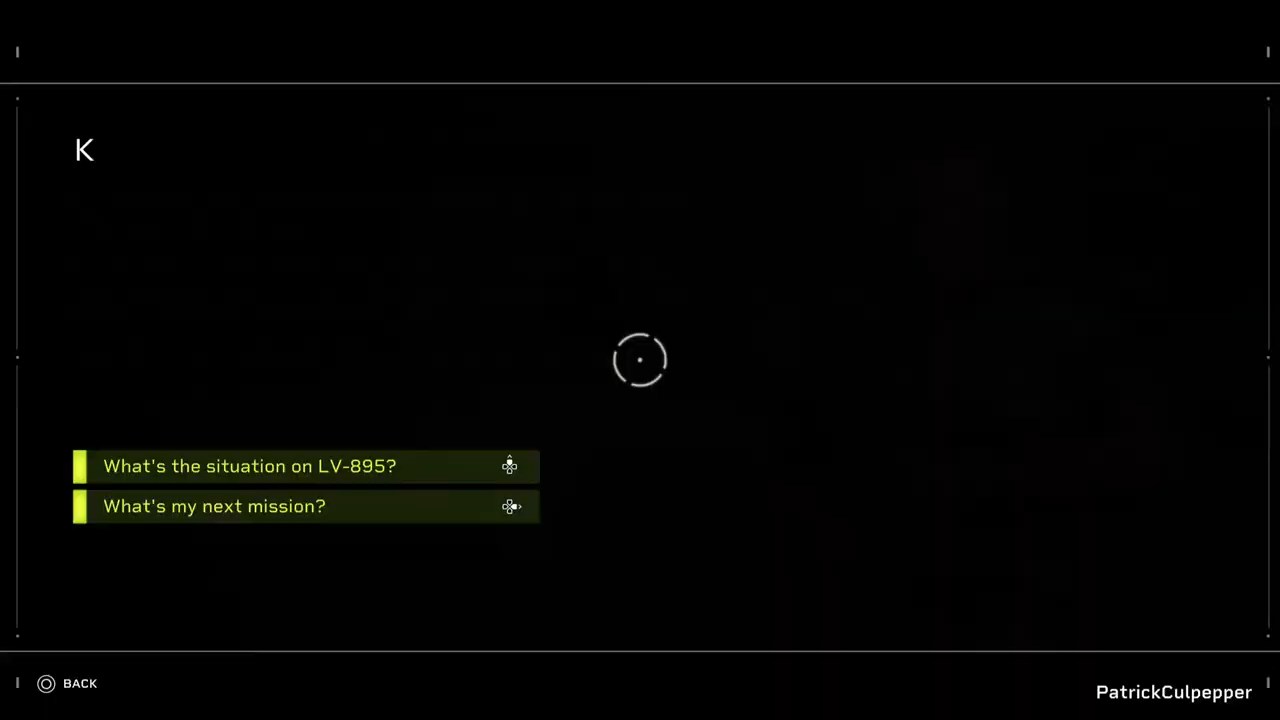 K
What's the situation on LV-895?
What's my next mission?
BACK
PatrickCulpepper